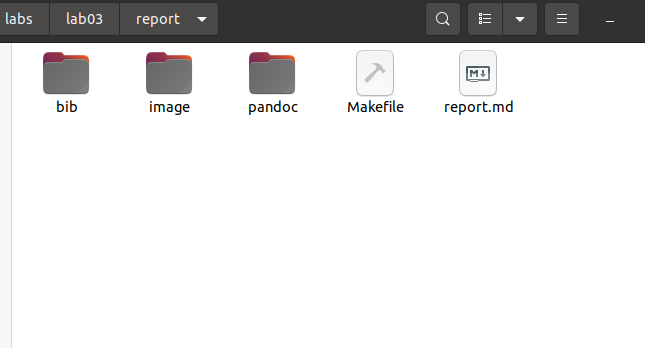 labs lab03 report
M
bib image pandoc Makefile report.md